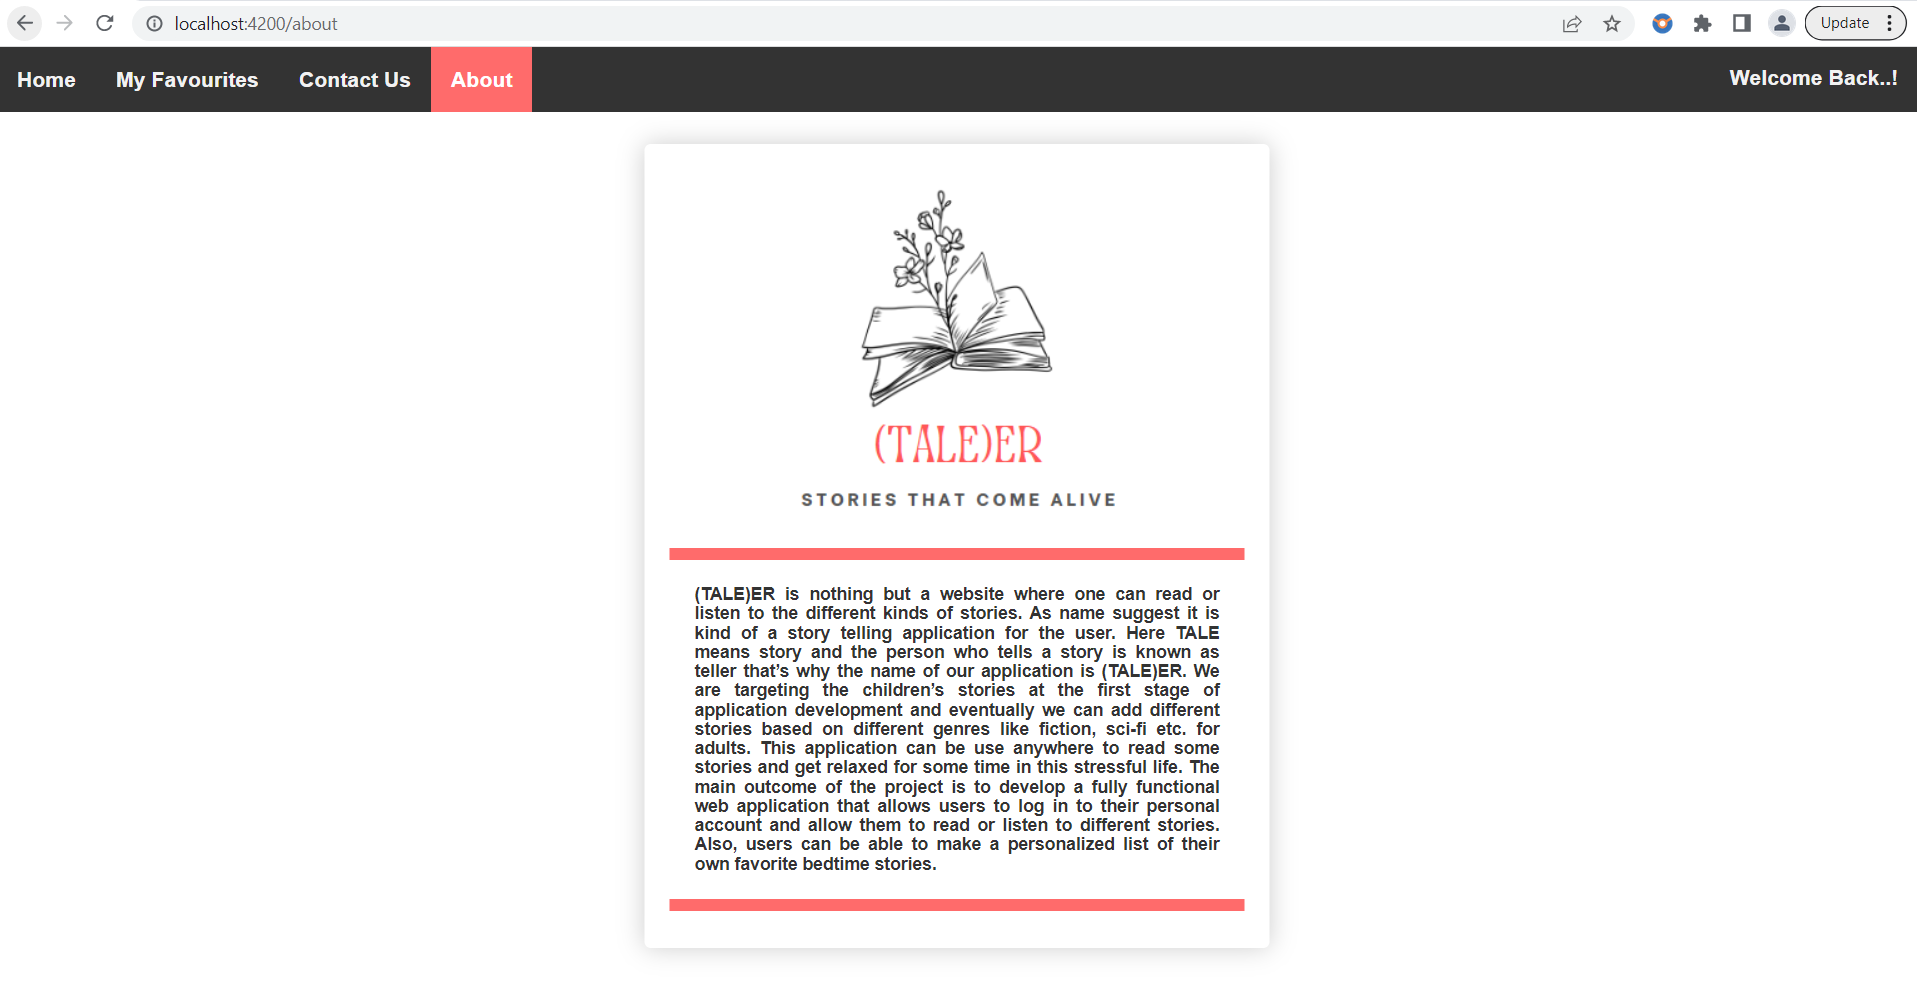 localhost:4200/about
Update
Home My Favourites Contact Us About Welcome Back..!
(TALE)ER
STORIES THAT COME ALIVE
(TALE)ER is nothing but a website where one can read or
listen to the different kinds of stories. As name suggest it is
kind of a story telling application for the user. Here TALE
means story and the person who tells a story is known as
teller that’s why the name of our application is (TALE)ER. We
are targeting the children’s stories at the first stage of
application development and eventually we can add different
stories based on different genres like fiction, sci-fi etc. for
adults. This application can be use anywhere to read some
stories and get relaxed for some time in this stressful life. The
main outcome of the project is to develop a fully functional
web application that allows users to log in to their personal
account and allow them to read or listen to different stories.
Also, users can be able to make a personalized list of their
own favorite bedtime stories.